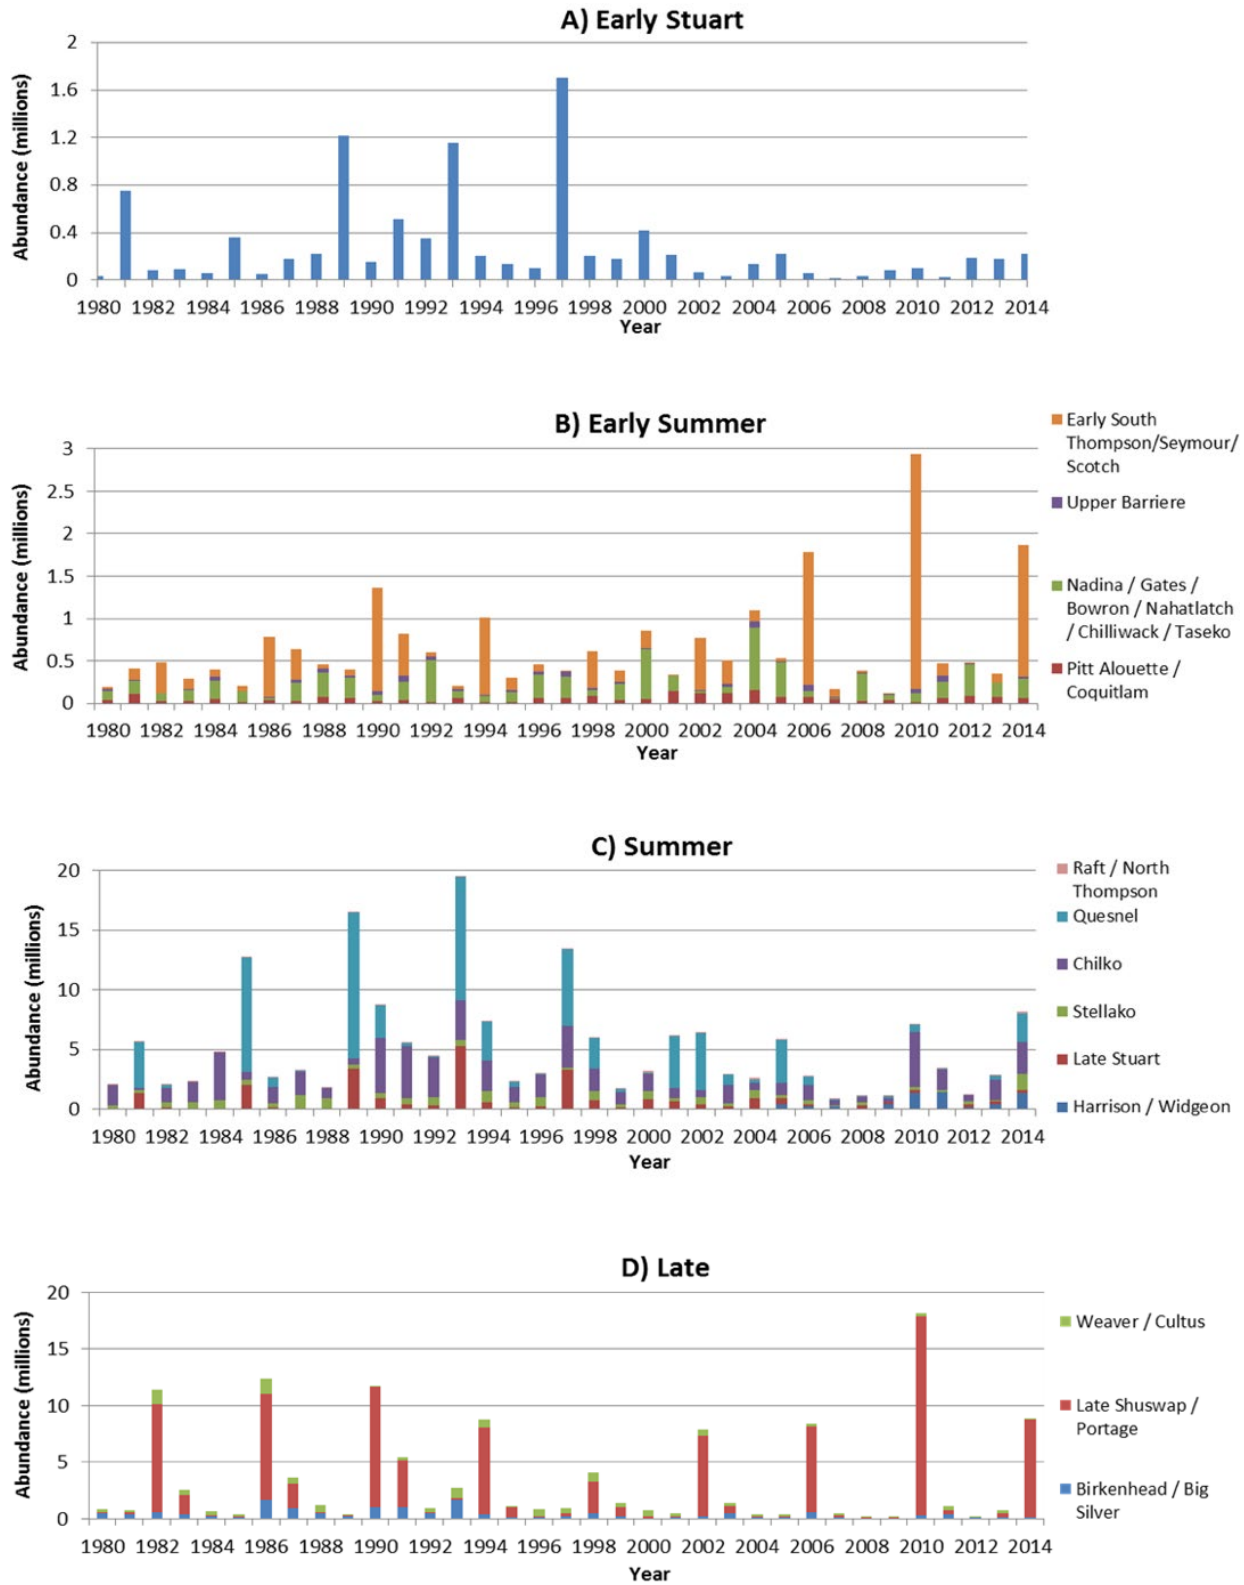 A) Early Stuart
Abundance (millions)
2
1.6
1.2
0.8
0.4
0
1980 1982 1984 1986 1988 1990 1992 1994 1996 1998 2000 2002 2004 2006 2008 2010 2012 2014
Year
B) Early Summer
Abundance (millions)
3
2.5
2
1.5
1
0.5
0
1980 1982 1984 1986 1988 1990 1992 1994 1996 1998 2000 2002 2004 2006 2008 2010 2012 2014
Year
Early South
Thompson/Seymour/
Scotch
Upper Barriere
Nadina / Gates /
Bowron / Nahatlatch
/ Chilliwack / Taseko
Pitt Alouette /
Coquitlam
C) Summer
Abundance (millions)
20
15
10
5
0
1980 1982 1984 1986 1988 1990 1992 1994 1996 1998 2000 2002 2004 2006 2008 2010 2012 2014
Year
Raft / North
Thompson
Quesnel
Chilko
Stellako
Late Stuart
Harrison / Widgeon
D) Late
Abundance (millions)
20
15
10
5
0
1980 1982 1984 1986 1988 1990 1992 1994 1996 1998 2000 2002 2004 2006 2008 2010 2012 2014
Year
Weaver / Cultus
Late Shuswap /
Portage
Birkenhead / Big
Silver